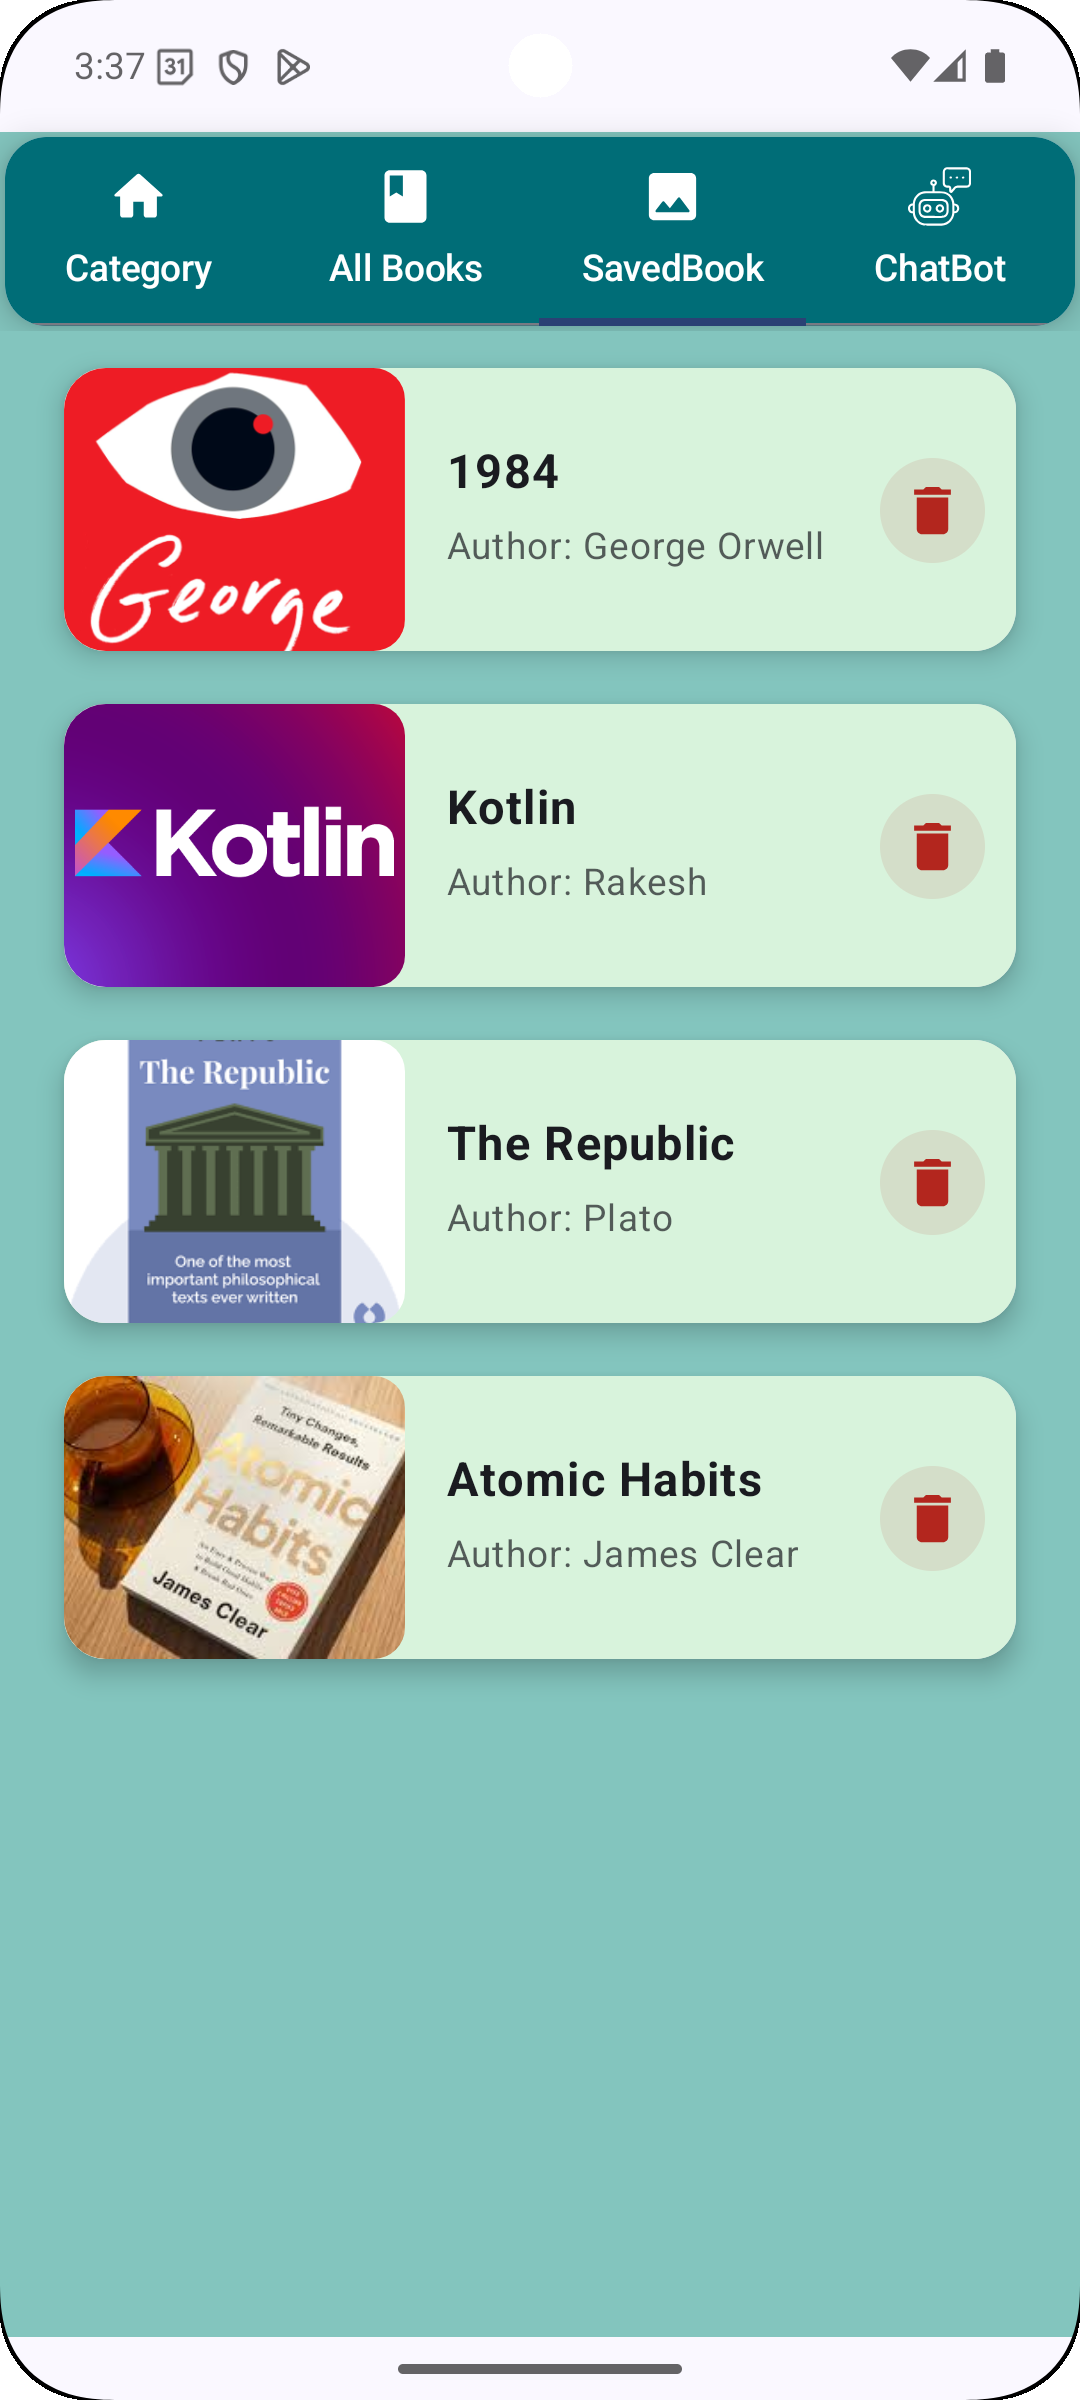 3:37 31
Category All Books SavedBook ChatBot
George
1984
Author: George Orwell
Kotlin
Kotlin
Author: Rakesh
The Republic
One of the most
important philosophical
texts ever written
The Republic
Author: Plato
Tiny Changes,
Remarkable Results
Atomic
Habits
James Clear
Atomic Habits
Author: James Clear